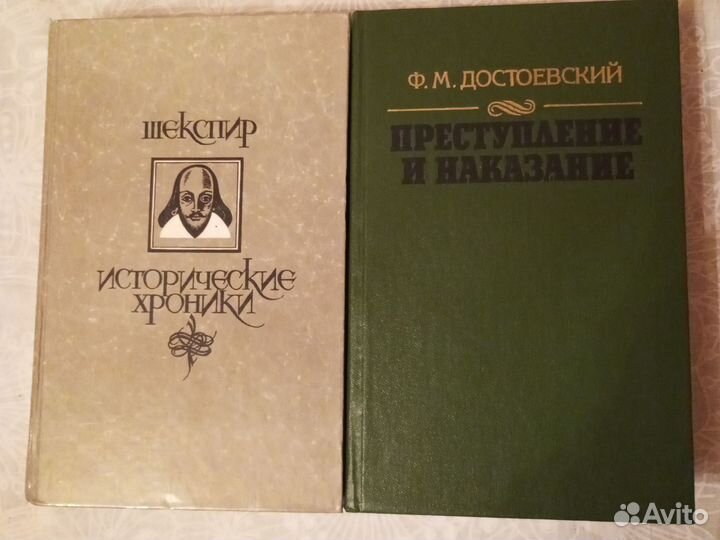 ШЕКСПИР
ИСТОРИЧЕСКИЕ
ХРОНИКИ
Ф.М.ДОСТОЕВСКИЙ
ПРЕСТУПЛЕНИЕ
И НАКАЗАНИЕ
Avito